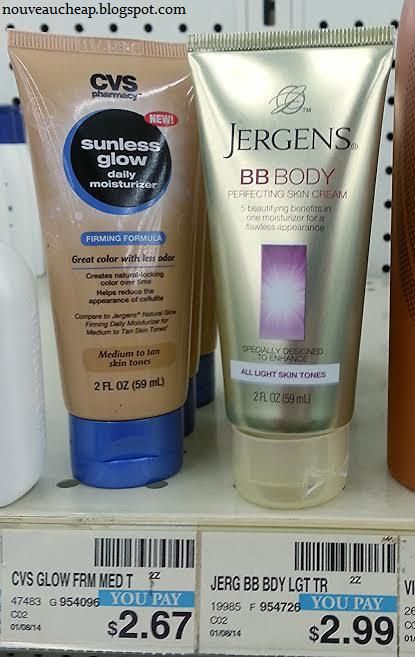 nouveaucheap.blogspot.com
CVS
pharmacy
NEW!
sunless
glow
daily
moisturizer
FIRMING FORMULA
Great color with less odor
Creates natural-looking
color over time
Helps reduce the
appearance of cellulite
Compare to Jergens® Natural Glow
Firming Daily Moisturizer for
Medium to Tan Skin Tones*
Medium to tan
skin tones
2 FL OZ (59 mL)
TM
JERGENS®
BB BODY
PERFECTING SKIN CREAM
5 beautifying benefits in
one moisturizer for a
flawless appearance
SPECIALLY DESIGNED
TO ENHANCE
ALL LIGHT SKIN TONES
2 FL OZ (59 mL)
CVS GLOW FRM MED T 2Z
47483 G 954096 YOU PAY
C02
01/08/14 $2.67
JERG BB BDY LGT TR 2Z
19985 F 954726 YOU PAY
C02
01/08/14 $2.99